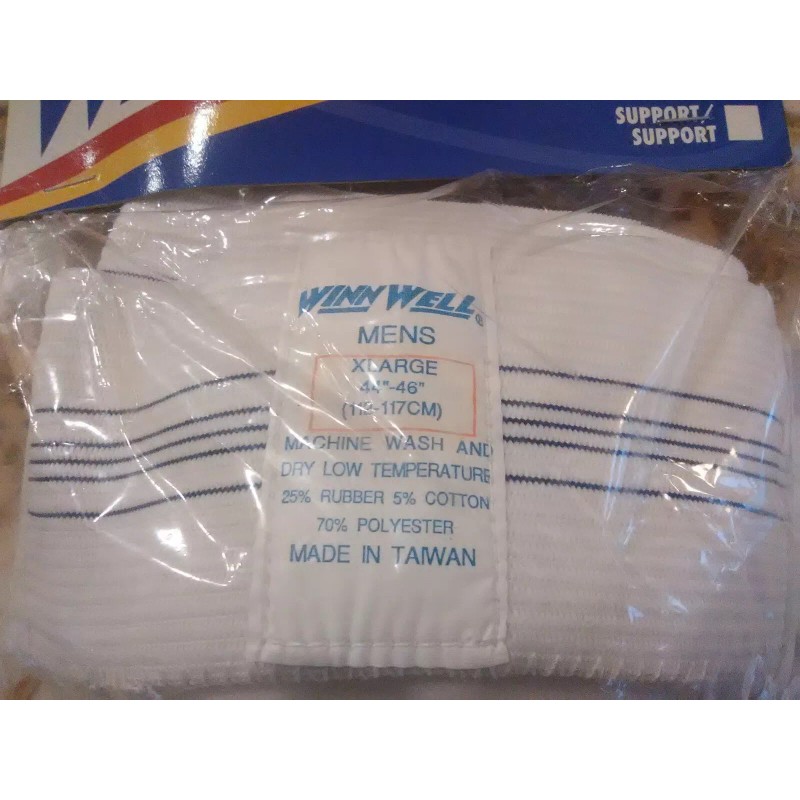 SUPPORT/
SUPPORT
WINNWELL®
MENS
XLARGE
44"-46"
(112-117CM)
MACHINE WASH AND
DRY LOW TEMPERATURE
25% RUBBER 5% COTTON
70% POLYESTER
MADE IN TAIWAN